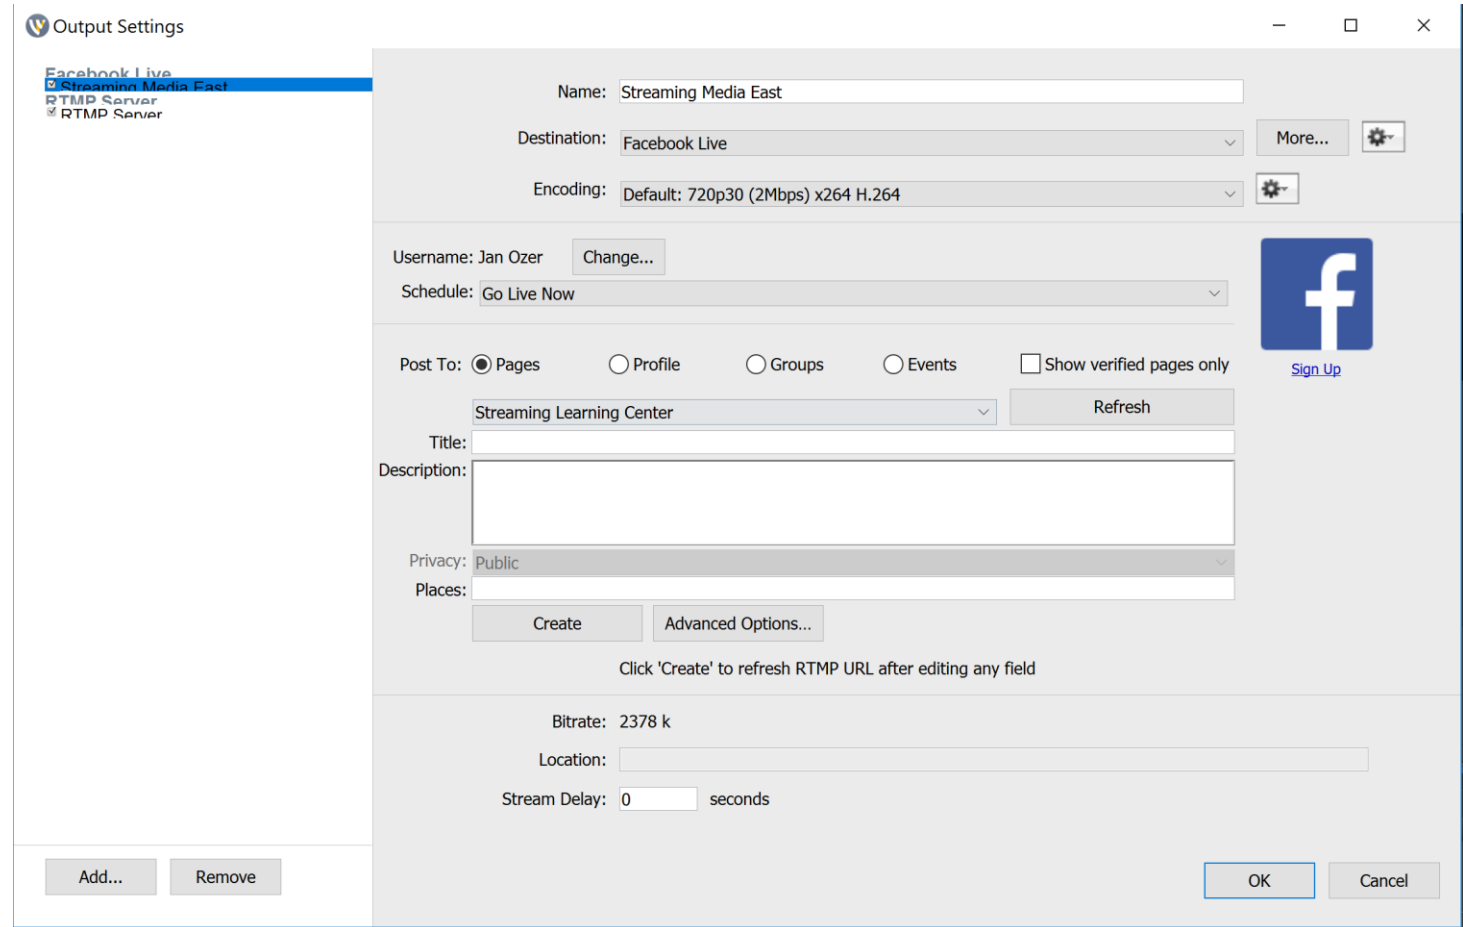 Output Settings
Facebook Live
Streaming Media East
RTMP Server
RTMP Server
Name: Streaming Media East
Destination: Facebook Live More...
Encoding: Default: 720p30 (2Mbps) x264 H.264
Username: Jan Ozer Change...
Schedule: Go Live Now
Sign Up
Post To: Pages Profile Groups Events Show verified pages only
Streaming Learning Center Refresh
Title:
Description:
Privacy: Public
Places:
Create Advanced Options...
Click 'Create' to refresh RTMP URL after editing any field
Bitrate: 2378 k
Location:
Stream Delay: 0 seconds
Add... Remove
OK Cancel